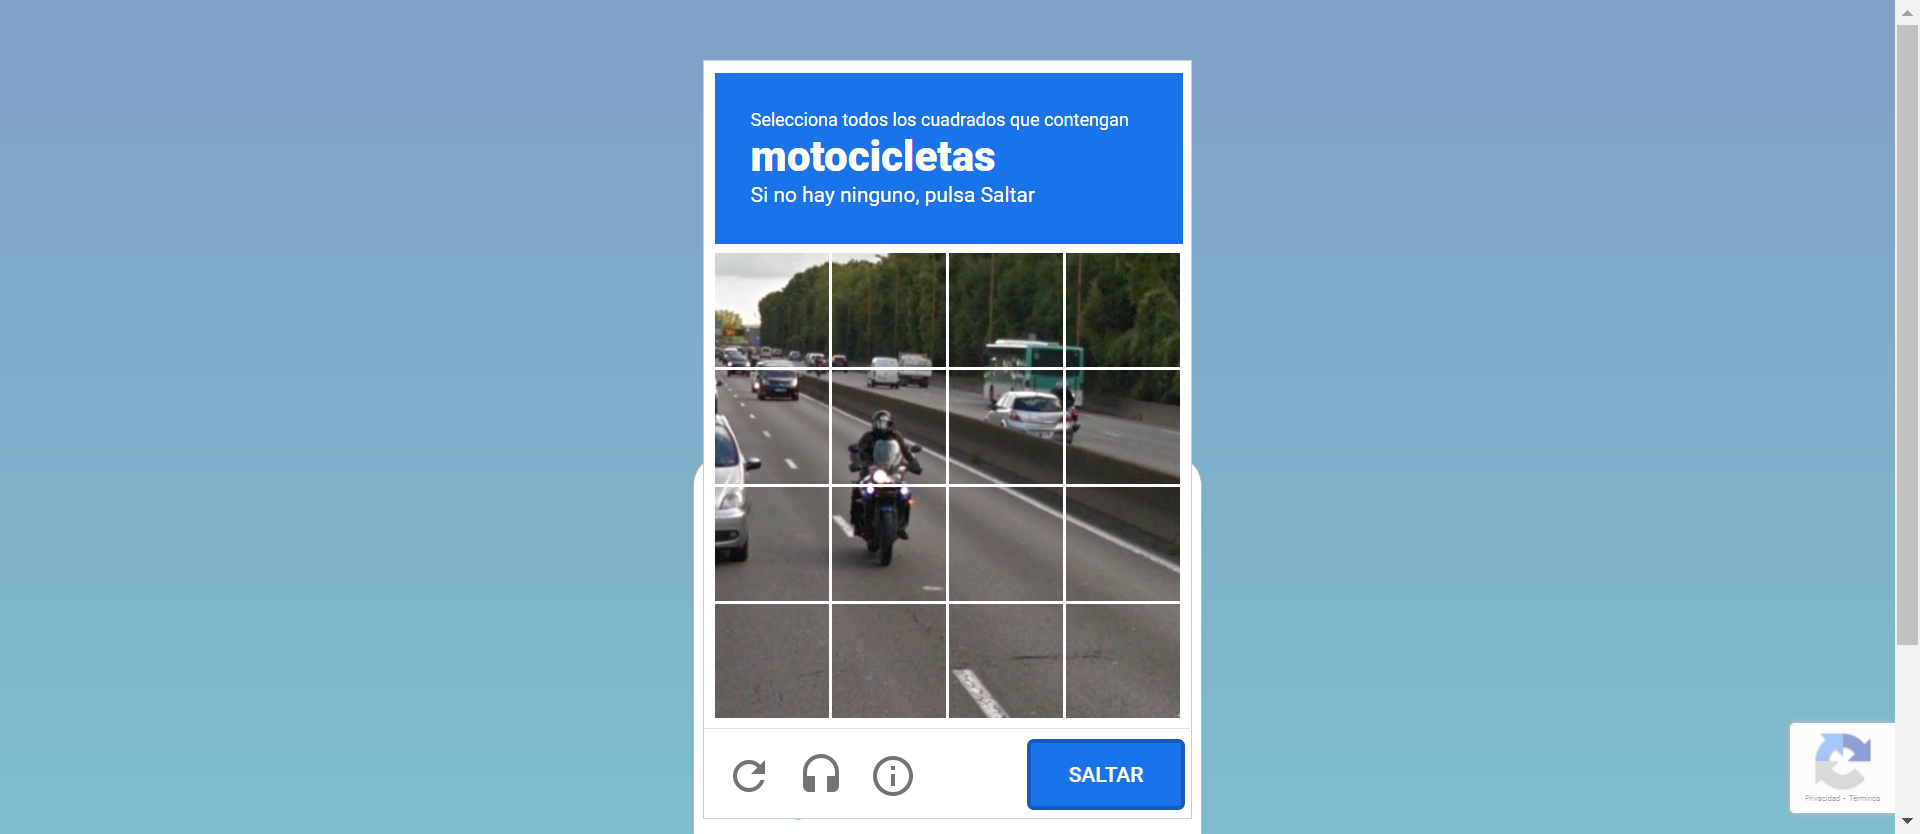 Selecciona todos los cuadrados que contengan
motocicletas
Si no hay ninguno, pulsa Saltar
SALTAR
Privacidad - Términos